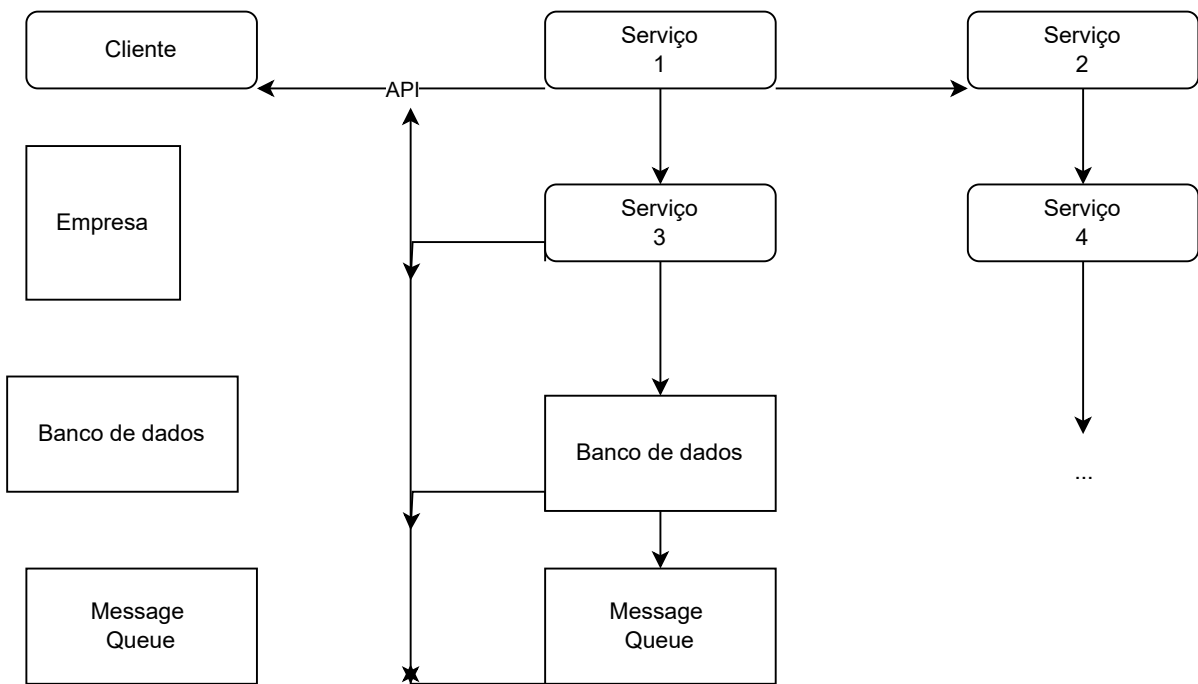 Cliente
Serviço
1
Serviço
2
API
Empresa
Serviço
3
Serviço
4
Banco de dados
Banco de dados
...
Message
Queue
Message
Queue